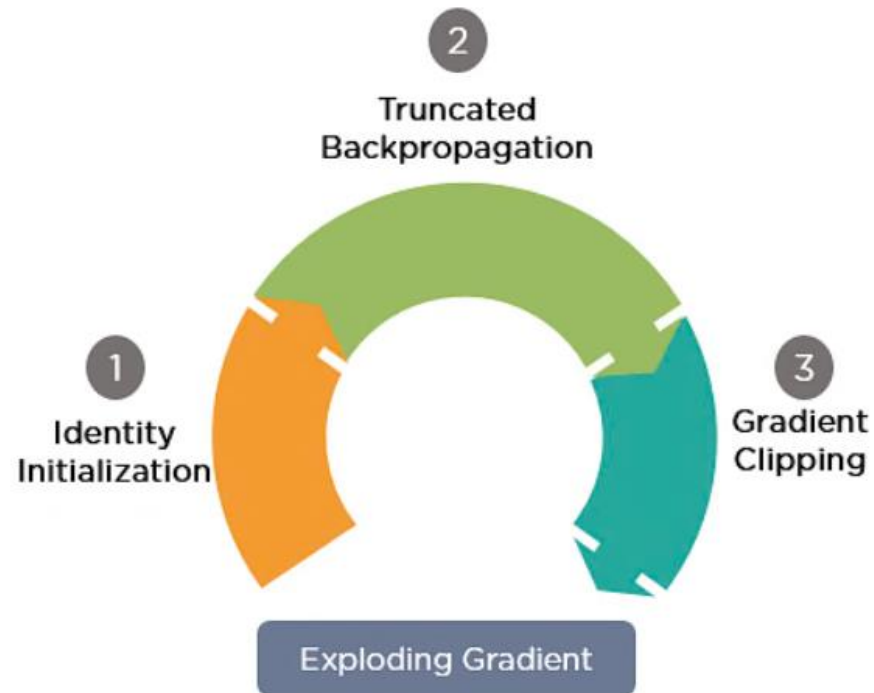 1
Identity
Initialization
2
Truncated
Backpropagation
3
Gradient
Clipping
Exploding Gradient